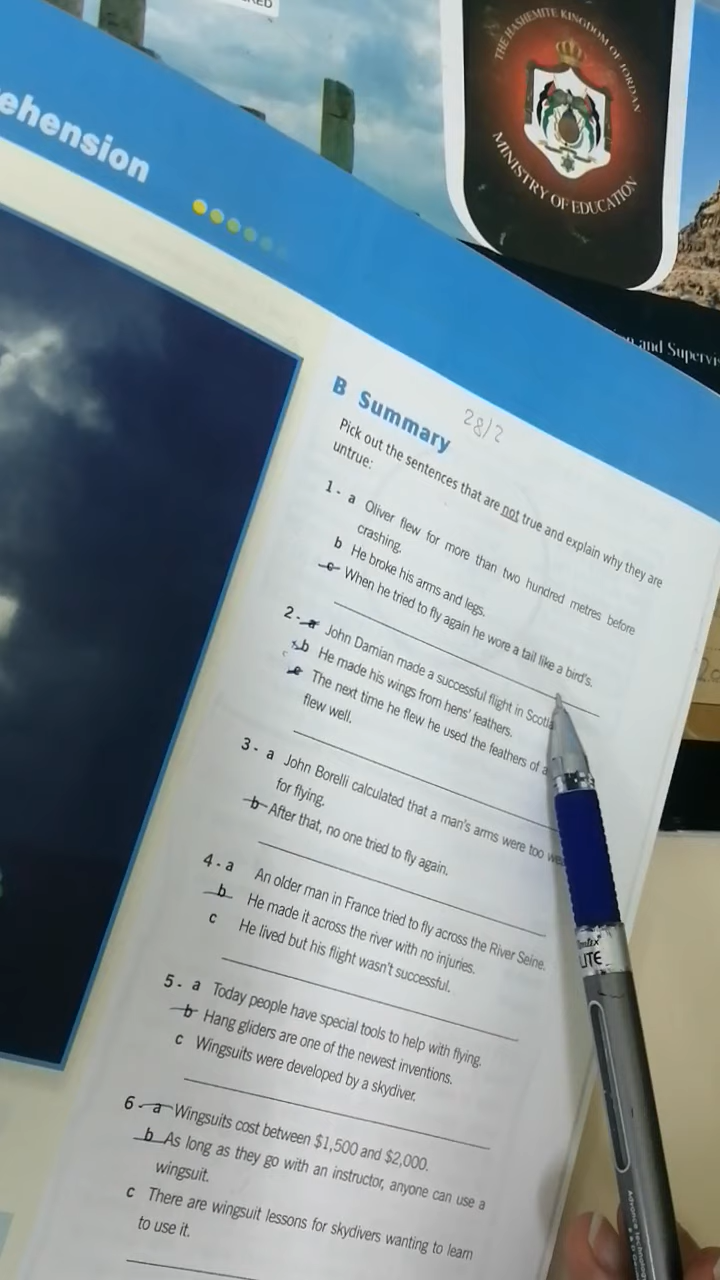 THE HASHEMITE KINGDOM OF JORDAN
MINISTRY OF EDUCATION
and Supervis
ehension
B Summary
28/2
Pick out the sentences that are not true and explain why they are
untrue:
1 - a Oliver flew for more than two hundred metres before
crashing.
b He broke his arms and legs.
c When he tried to fly again he wore a tail like a bird's.
2 - a John Damian made a successful flight in Scotla
b He made his wings from hens' feathers.
c The next time he flew he used the feathers of a
flew well.
3 - a John Borelli calculated that a man's arms were too we
for flying.
b After that, no one tried to fly again.
4 - a An older man in France tried to fly across the River Seine.
b He made it across the river with no injuries.
c He lived but his flight wasn't successful.
5 - a Today people have special tools to help with flying.
b Hang gliders are one of the newest inventions.
c Wingsuits were developed by a skydiver.
6 - a Wingsuits cost between $1,500 and $2,000.
b As long as they go with an instructor, anyone can use a
wingsuit.
c There are wingsuit lessons for skydivers wanting to learn
to use it.